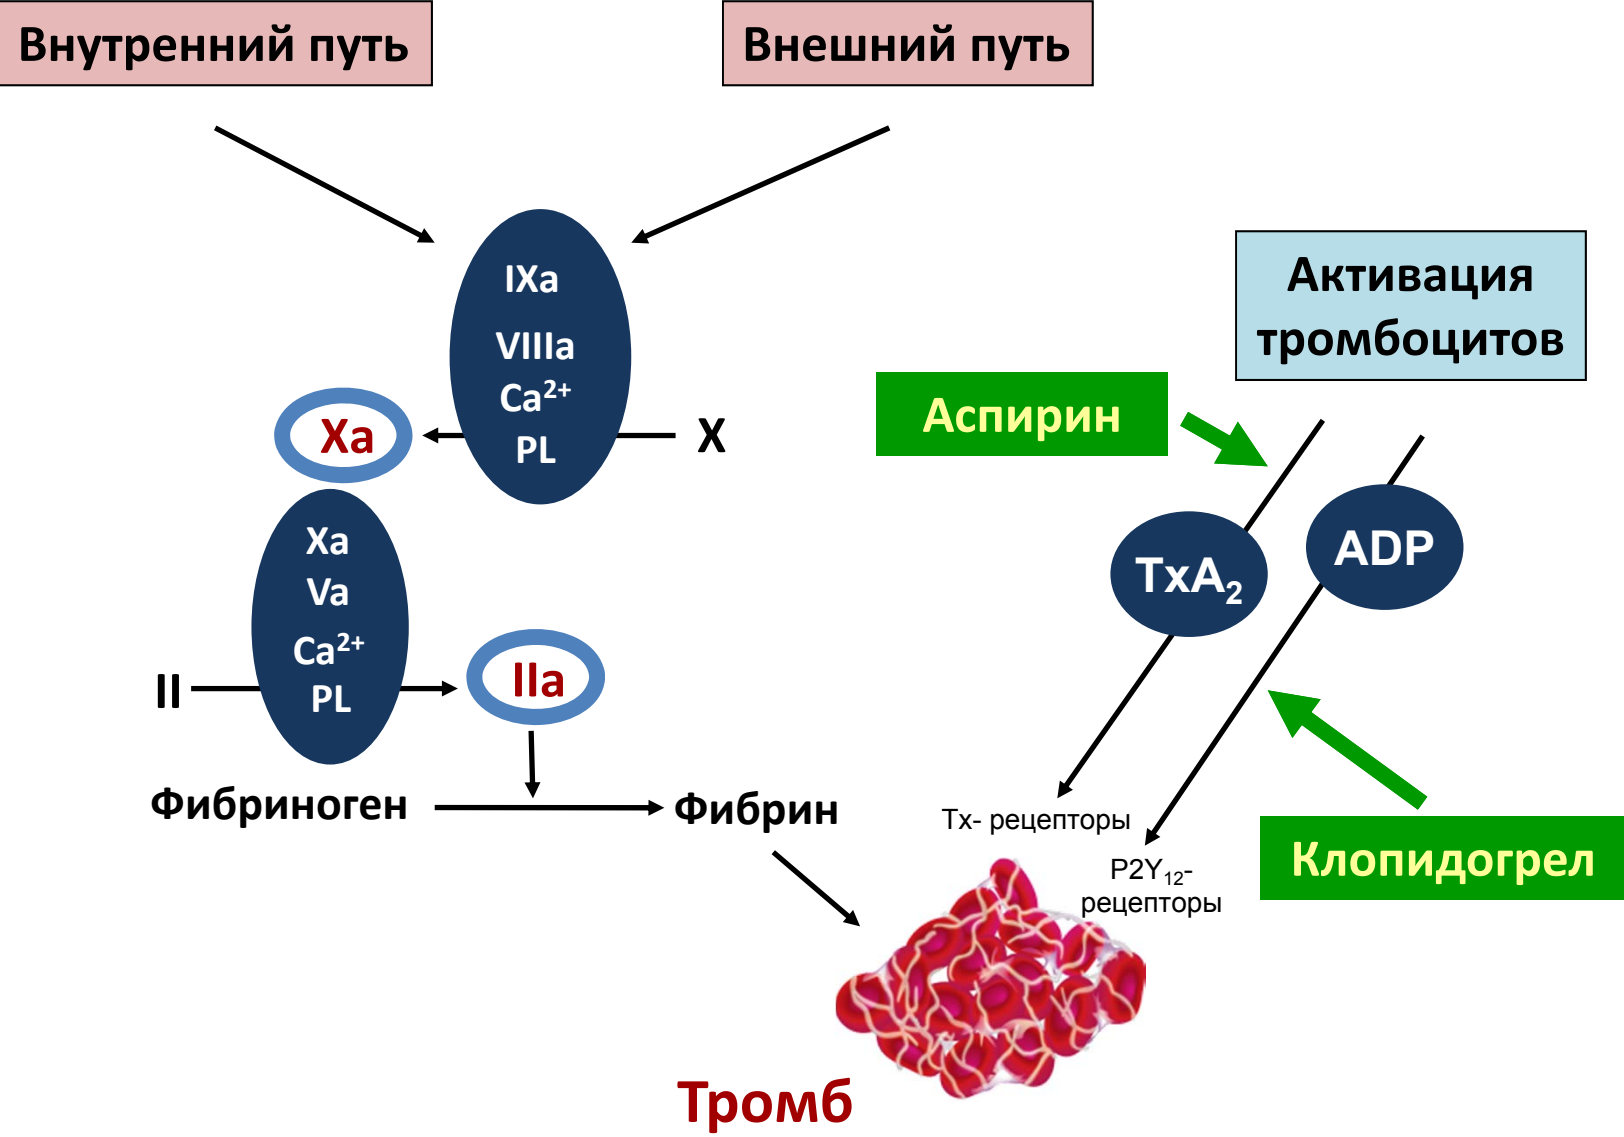 Внутренний путь
Внешний путь
IXa
VIIIa
Ca²⁺
PL
X
Xa
Активация
тромбоцитов
Аспирин
TxA₂
ADP
Xa
Va
Ca²⁺
PL
II
IIa
Фибриноген
Фибрин
Tx- рецепторы
P2Y₁₂-
рецепторы
Клопидогрел
Тромб